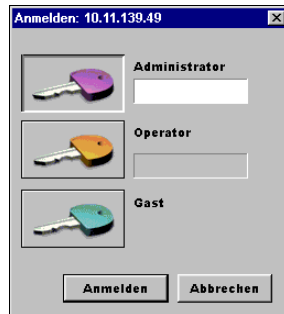 Anmelden: 10.11.139.49
Administrator
Operator
Gast
Anmelden
Abbrechen